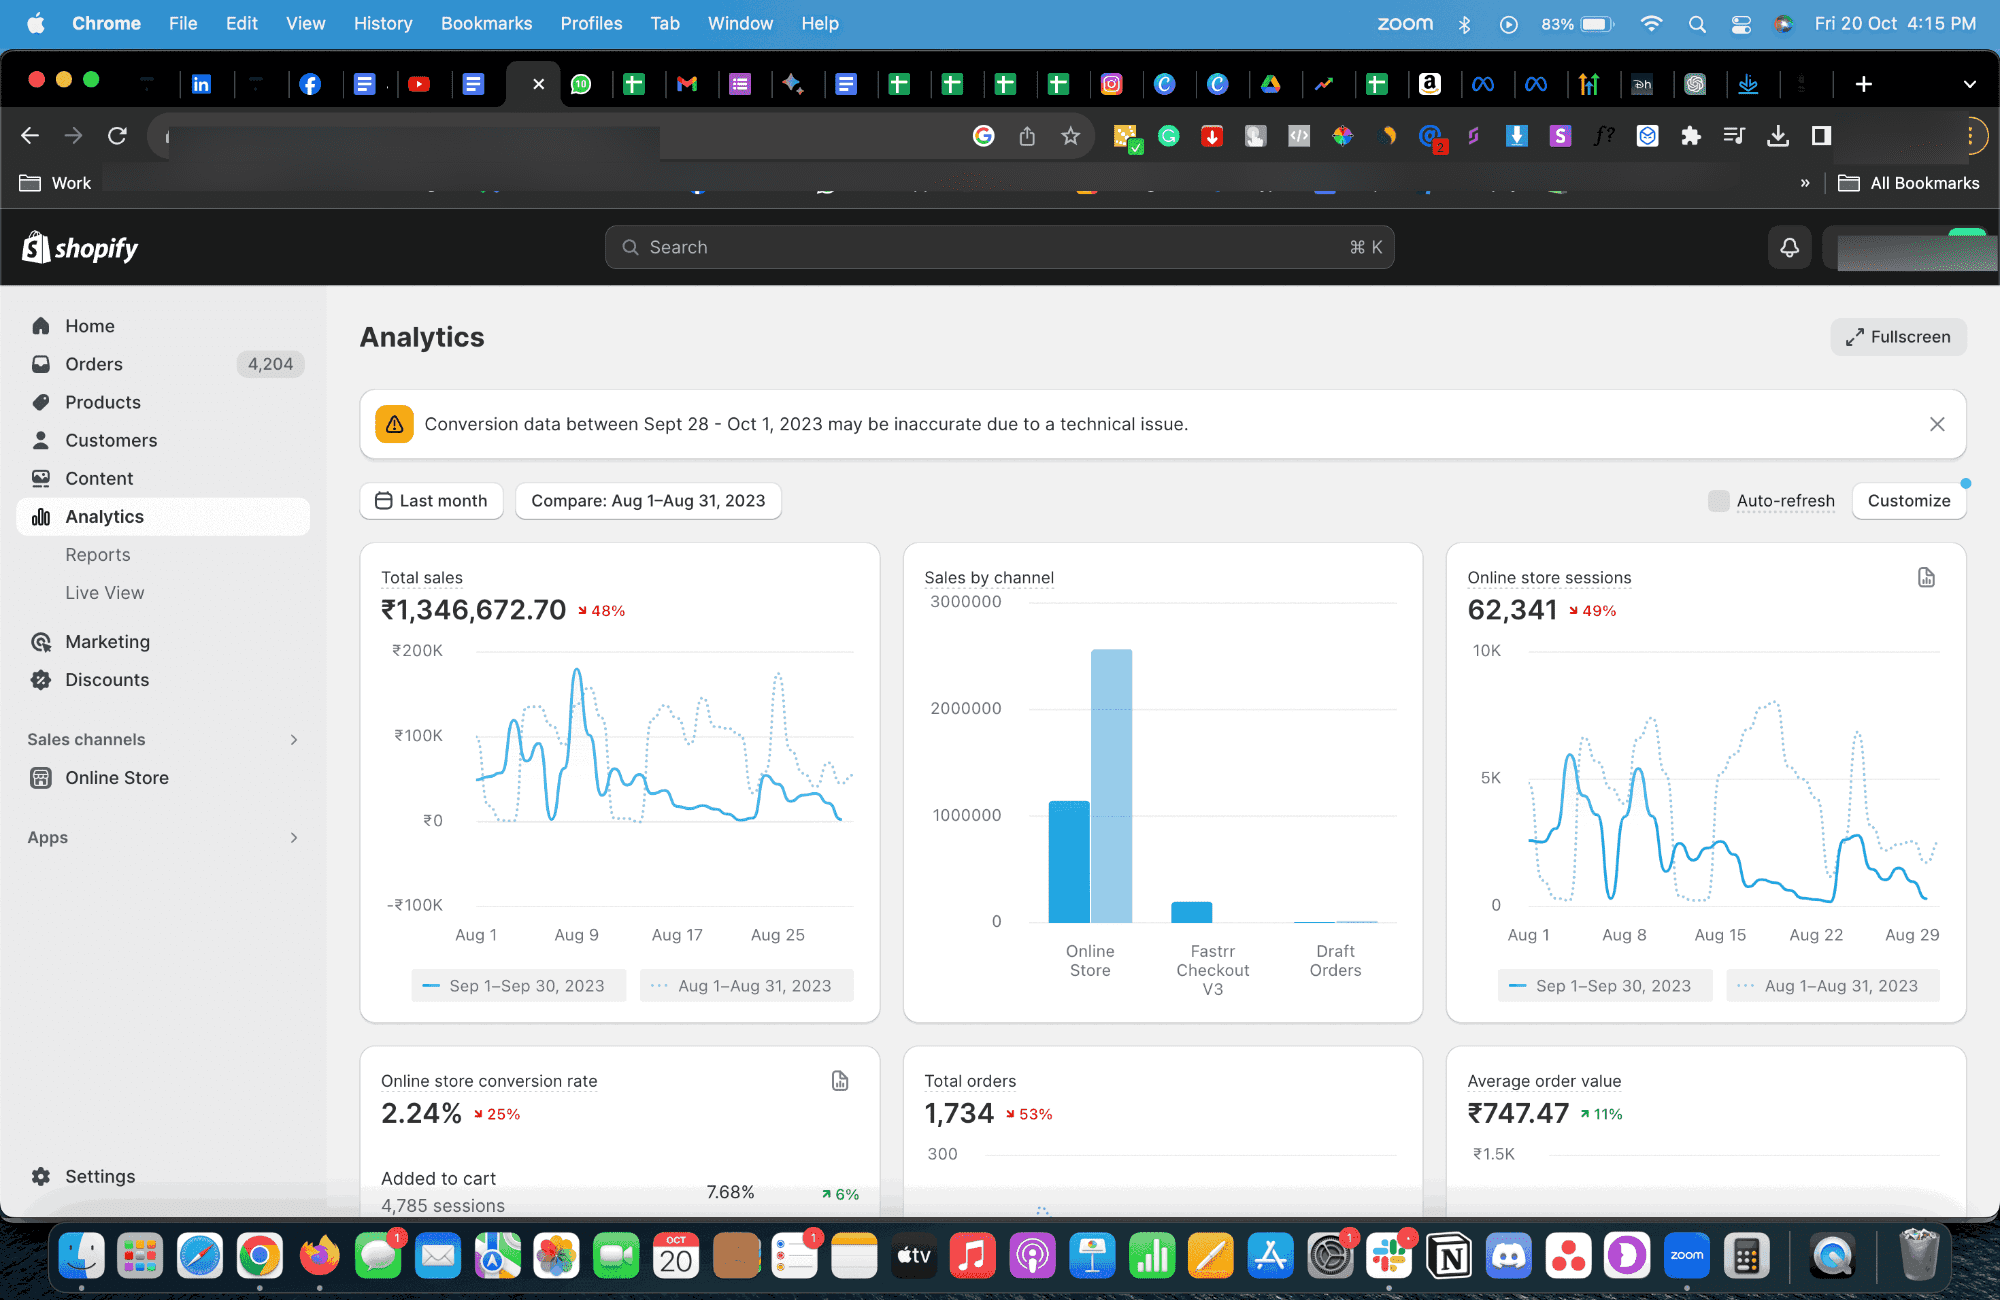 Chrome File Edit View History Bookmarks Profiles Tab Window Help
zoom 83% Fri 20 Oct 4:15 PM
Work
» All Bookmarks
shopify
Search ⌘ K
Home
Orders 4,204
Products
Customers
Content
Analytics
Reports
Live View
Marketing
Discounts
Sales channels
Online Store
Apps
Settings
Analytics
Fullscreen
Conversion data between Sept 28 - Oct 1, 2023 may be inaccurate due to a technical issue.
Last month
Compare: Aug 1–Aug 31, 2023
Auto-refresh
Customize
Total sales
₹1,346,672.70 48%
₹200K
₹100K
₹0
-₹100K
Aug 1 Aug 9 Aug 17 Aug 25
Sep 1–Sep 30, 2023 Aug 1–Aug 31, 2023
Sales by channel
3000000
2000000
1000000
0
Online Store
Fastrr Checkout V3
Draft Orders
Online store sessions
62,341 49%
10K
5K
0
Aug 1 Aug 8 Aug 15 Aug 22 Aug 29
Sep 1–Sep 30, 2023 Aug 1–Aug 31, 2023
Online store conversion rate
2.24% 25%
Added to cart
4,785 sessions
7.68% 6%
Total orders
1,734 53%
300
Average order value
₹747.47 11%
₹1.5K
OCT
20
tv
zoom